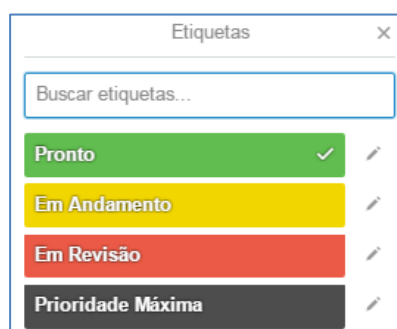 Etiquetas
Buscar etiquetas...
Pronto
Em Andamento
Em Revisão
Prioridade Máxima